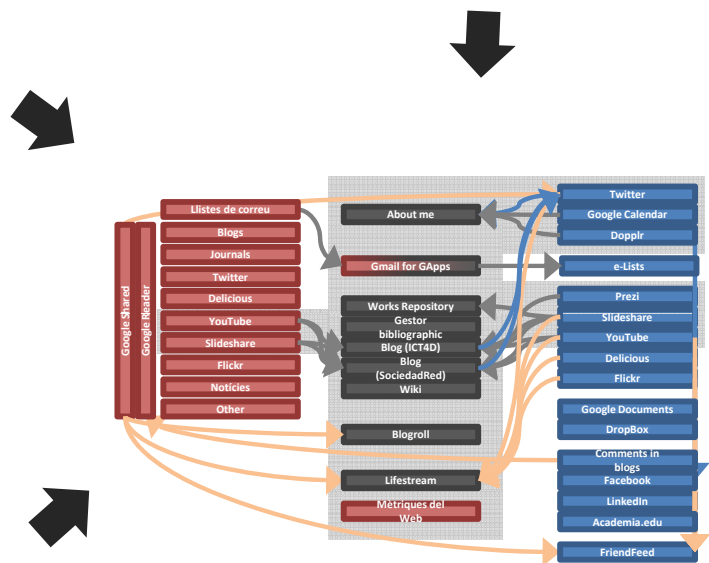 Google Shared
Google Reader
Llistes de correu
Blogs
Journals
Twitter
Delicious
YouTube
Slideshare
Flickr
Notícies
Other
About me
Gmail for GApps
Works Repository
Gestor
bibliographic
Blog (ICT4D)
Blog
(SociedadRed)
Wiki
Blogroll
Lifestream
Mètriques del
Web
Twitter
Google Calendar
Dopplr
e-Lists
Prezi
Slideshare
YouTube
Delicious
Flickr
Google Documents
DropBox
Comments in
blogs
Facebook
LinkedIn
Academia.edu
FriendFeed